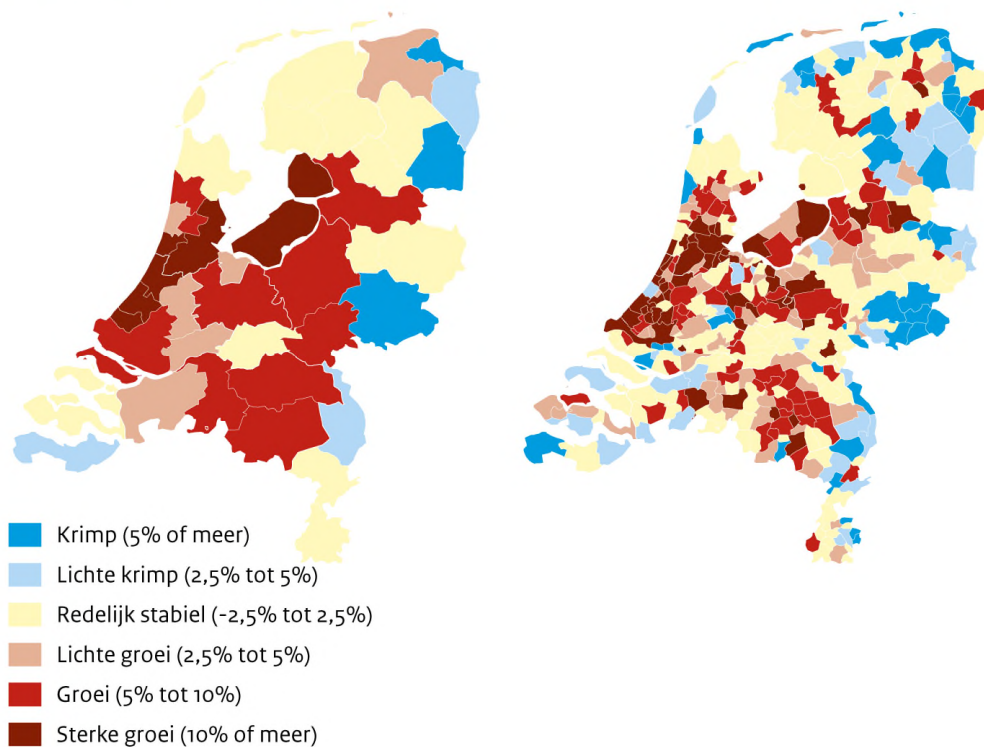 Krimp (5% of meer)
Lichte krimp (2,5% tot 5%)
Redelijk stabiel (-2,5% tot 2,5%)
Lichte groei (2,5% tot 5%)
Groei (5% tot 10%)
Sterke groei (10% of meer)